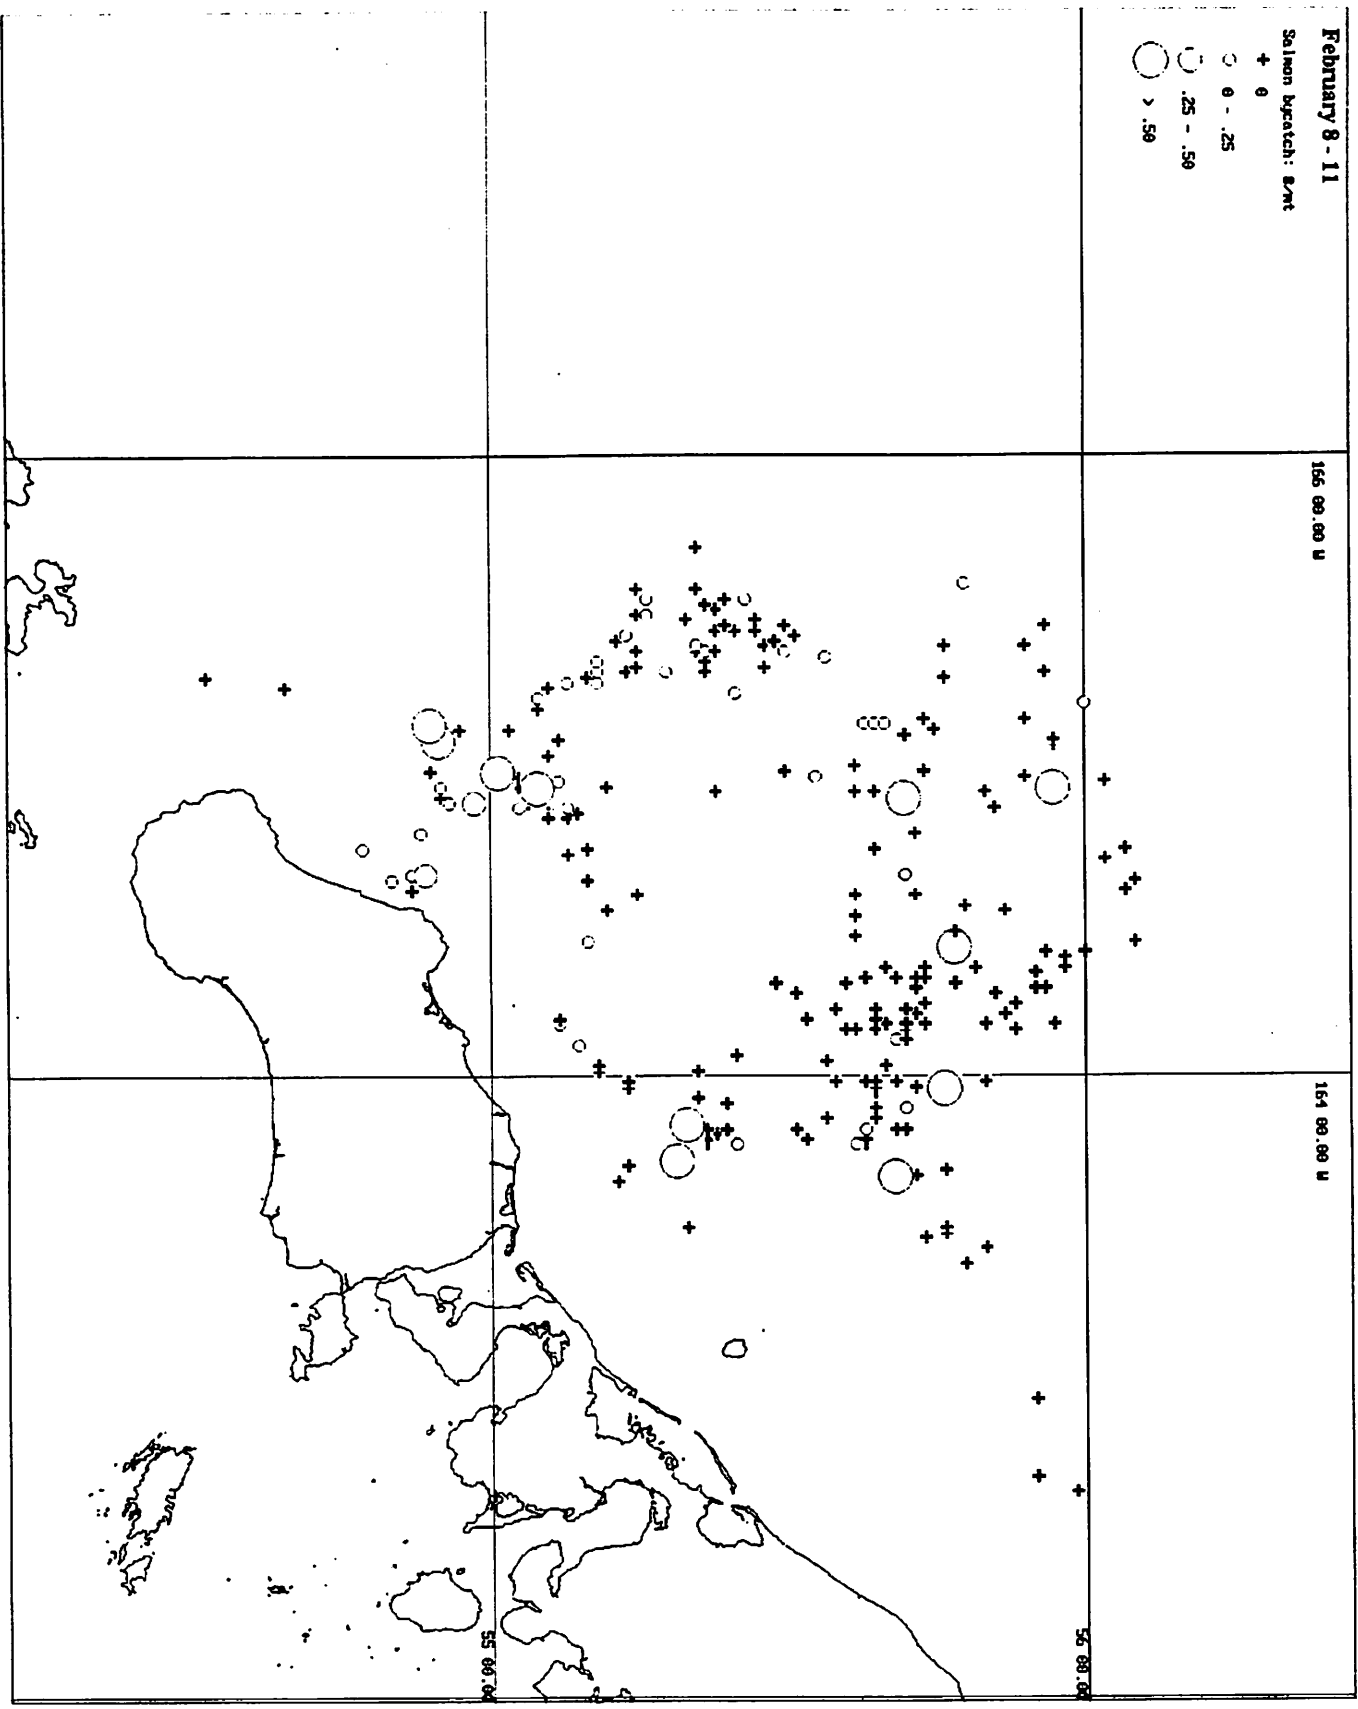 February 8 - 11
Salmon bycatch: #/mt
+ 0
0 - .25
.25 - .50
> .50
166 00.00 W
164 00.00 W
56 00.00
55 00.00